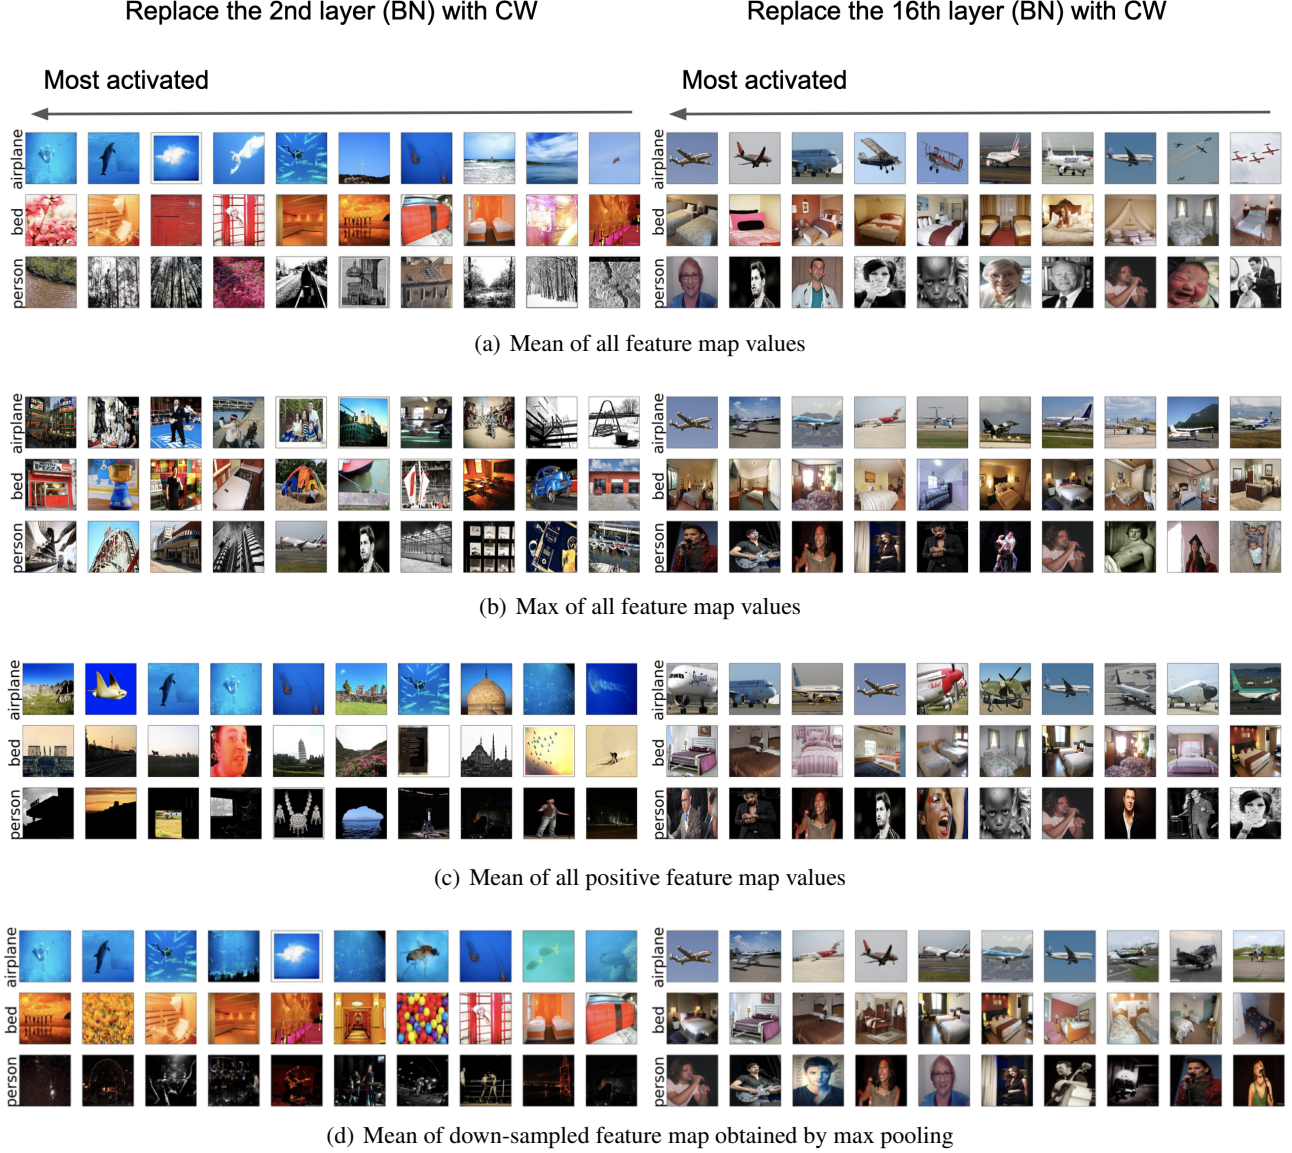 Replace the 2nd layer (BN) with CW
Replace the 16th layer (BN) with CW
Most activated
Most activated
airplane
bed
person
airplane
bed
person
(a) Mean of all feature map values
airplane
bed
person
airplane
bed
person
(b) Max of all feature map values
airplane
bed
person
airplane
bed
person
(c) Mean of all positive feature map values
airplane
bed
person
airplane
bed
person
(d) Mean of down-sampled feature map obtained by max pooling